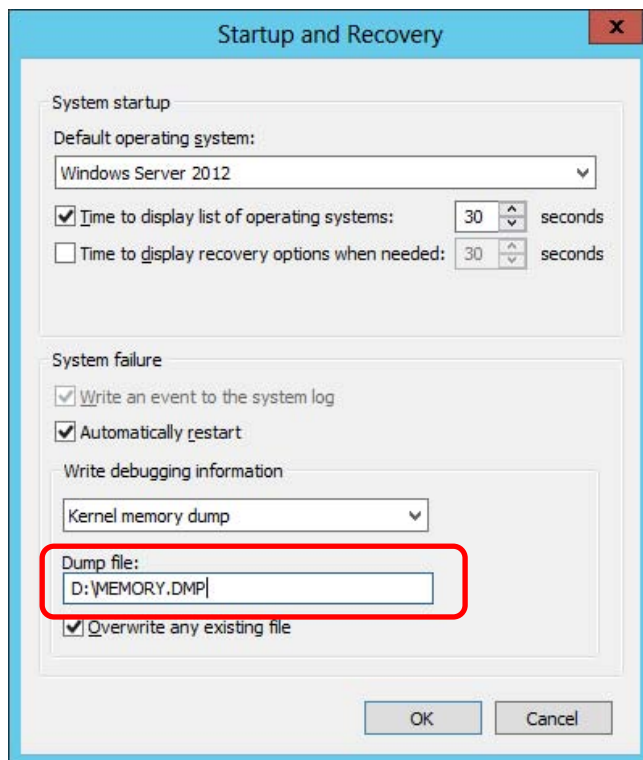 Startup and Recovery
x
System startup
Default operating system:
Windows Server 2012
Time to display list of operating systems: 30 seconds
Time to display recovery options when needed: 30 seconds
System failure
Write an event to the system log
Automatically restart
Write debugging information
Kernel memory dump
Dump file:
D:\MEMORY.DMP
Overwrite any existing file
OK Cancel